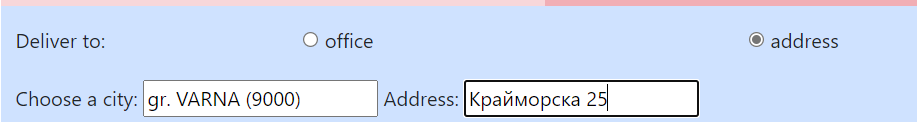 Deliver to: office address
Choose a city: gr. VARNA (9000) Address: Крайморска 25